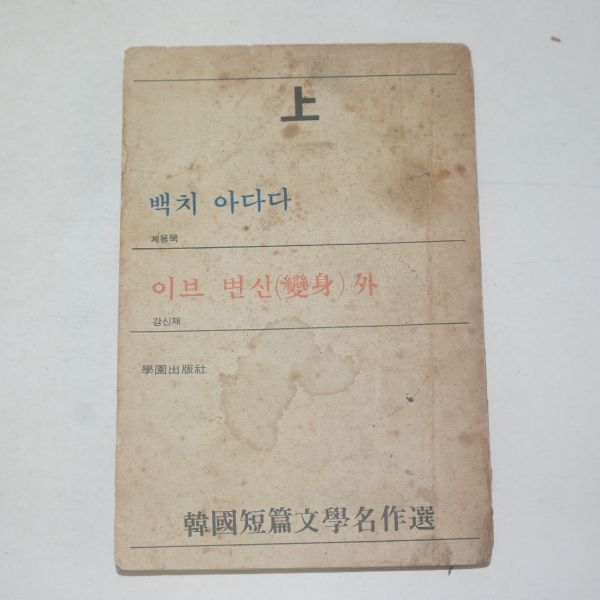 上
백치 아다다
계용묵
이브 변신(變身) 外
강신재
學園出版社
韓國短篇文學名作選